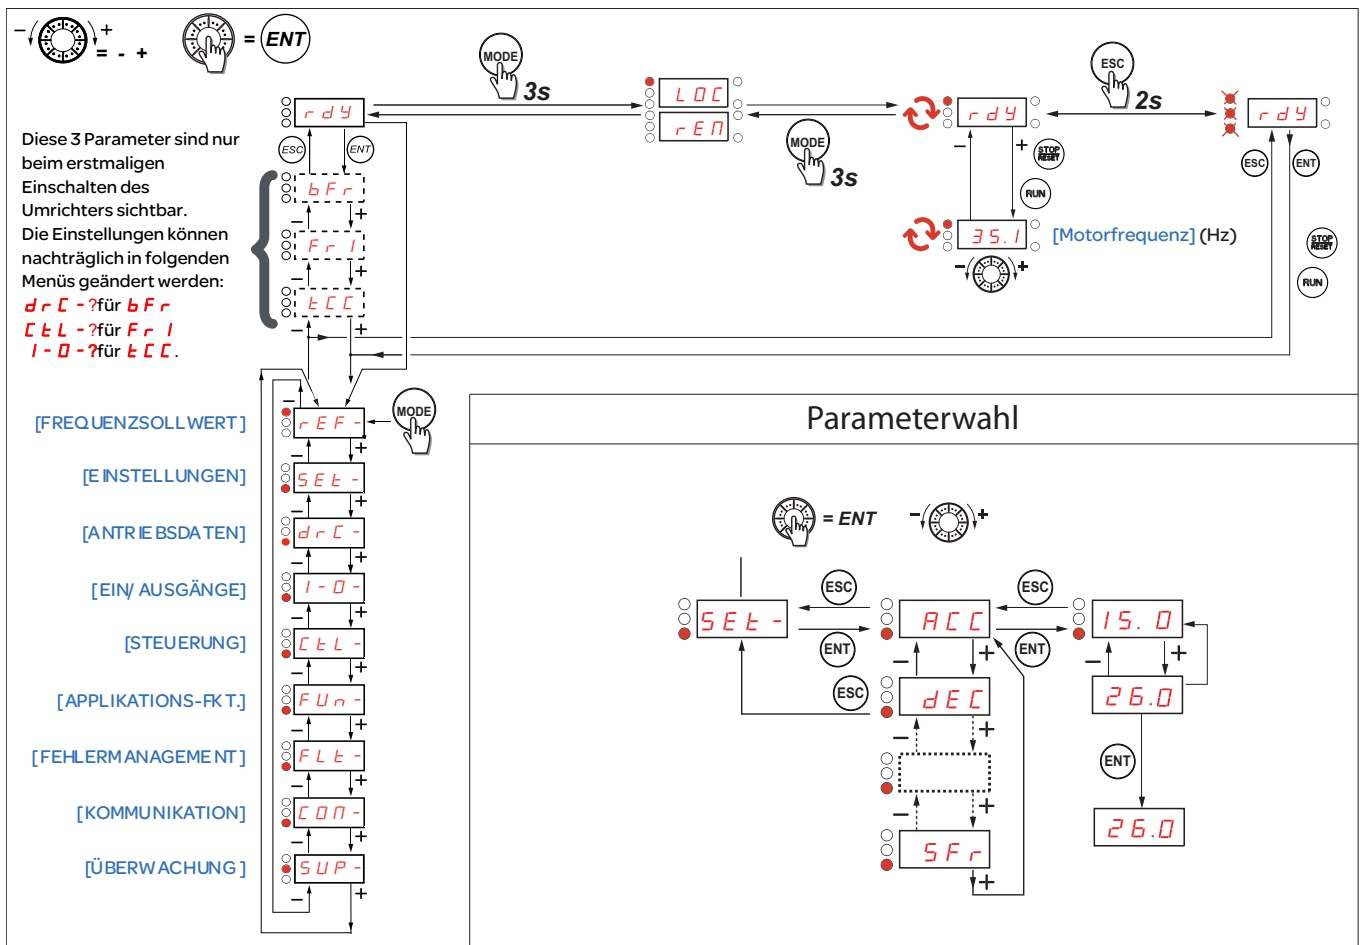 − + = - +
= ENT
MODE
3s
LOC
rEM
MODE
3s
ESC
2s
rdY
rdY
rdY
ESC
ENT
− + STOP RESET
RUN
35.1
[Motorfrequenz] (Hz)
− +
ESC
ENT
STOP RESET
RUN
Diese 3 Parameter sind nur
beim erstmaligen
Einschalten des
Umrichters sichtbar.
Die Einstellungen können
nachträglich in folgenden
Menüs geändert werden:
drC - ?für bFr
CtL - ?für Fr1
I-O-?für tCC.
bFr
− +
Fr1
− +
tCC
− +
−
[FREQUENZSOLLWERT]
rEF-
MODE
− +
[EINSTELLUNGEN]
SEt-
− +
[ANTRIEBSDATEN]
drC-
− +
[EIN/ AUSGÄNGE]
I-O-
− +
[STEUERUNG]
CtL-
− +
[APPLIKATIONS-FKT.]
FUn-
− +
[FEHLERMANAGEMENT]
FLt-
− +
[KOMMUNIKATION]
COM-
− +
[ÜBERWACHUNG]
SUP-
− +
Parameterwahl
= ENT
− +
SEt-
ESC
ENT
ACC
ESC
ENT
15.0
− +
− +
ESC
dEC
26.0
− +
ENT
− +
SFr
26.0
+